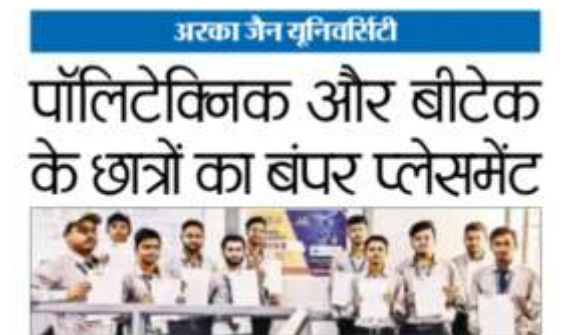 अरका जैन यूनिवर्सिटी
पॉलिटेक्निक और बीटेक
के छात्रों का बंपर प्लेसमेंट